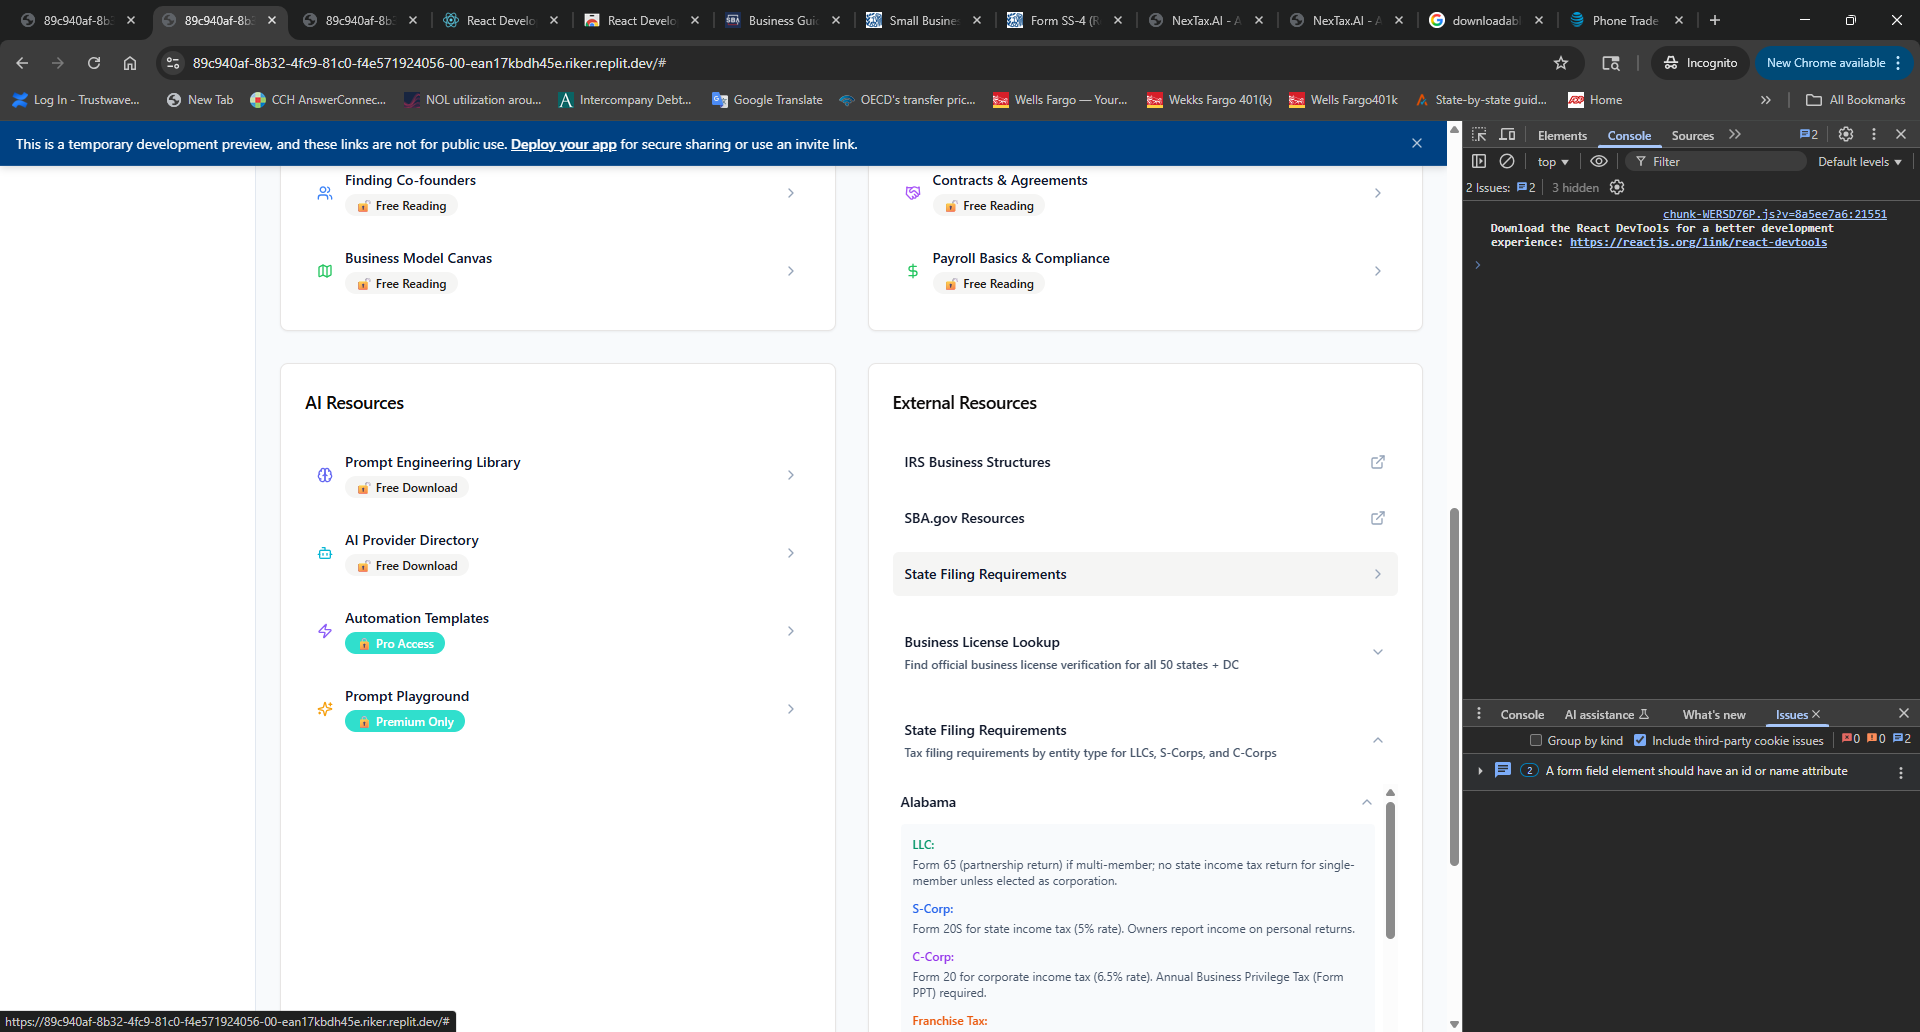 89c940af-8b3
89c940af-8b3
89c940af-8b3
React Develo
React Develo
Business Gui
Small Busines
Form SS-4 (R
NexTax.AI - A
NexTax.AI - A
downloadabl
Phone Trade
89c940af-8b32-4fc9-81c0-f4e571924056-00-ean17kbdh45e.riker.replit.dev/#
Incognito
New Chrome available
Log In - Trustwave...
New Tab
CCH AnswerConnec...
NOL utilization arou...
Intercompany Debt...
Google Translate
OECD's transfer pric...
Wells Fargo — Your...
Wekks Fargo 401(k)
Wells Fargo401k
State-by-state guid...
Home
All Bookmarks
This is a temporary development preview, and these links are not for public use. Deploy your app for secure sharing or use an invite link.
Finding Co-founders
Free Reading
Business Model Canvas
Free Reading
Contracts & Agreements
Free Reading
Payroll Basics & Compliance
Free Reading
AI Resources
Prompt Engineering Library
Free Download
AI Provider Directory
Free Download
Automation Templates
Pro Access
Prompt Playground
Premium Only
External Resources
IRS Business Structures
SBA.gov Resources
State Filing Requirements
Business License Lookup
Find official business license verification for all 50 states + DC
State Filing Requirements
Tax filing requirements by entity type for LLCs, S-Corps, and C-Corps
Alabama
LLC:
Form 65 (partnership return) if multi-member; no state income tax return for single-
member unless elected as corporation.
S-Corp:
Form 20S for state income tax (5% rate). Owners report income on personal returns.
C-Corp:
Form 20 for corporate income tax (6.5% rate). Annual Business Privilege Tax (Form
PPT) required.
Franchise Tax:
https://89c940af-8b32-4fc9-81c0-f4e571924056-00-ean17kbdh45e.riker.replit.dev/#
Elements
Console
Sources
2
top
Filter
Default levels
2 Issues: 2
3 hidden
chunk-WERSD76P.js?v=8a5ee7a6:21551
Download the React DevTools for a better development
experience: https://reactjs.org/link/react-devtools
Console
AI assistance
What's new
Issues
Group by kind
Include third-party cookie issues
0 0 2
2 A form field element should have an id or name attribute